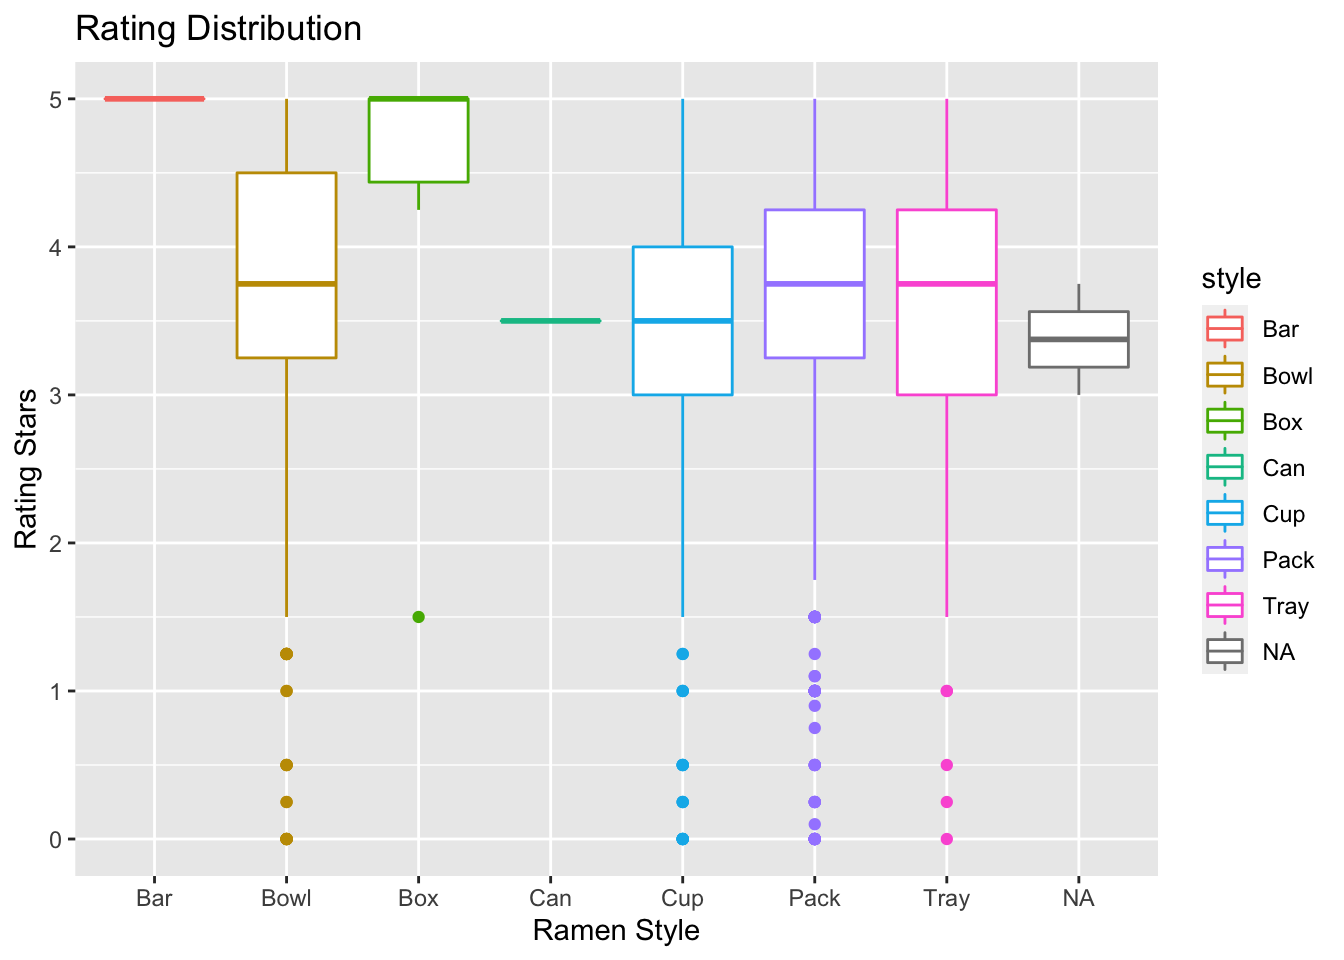 Rating Distribution
Rating Stars
5
4
3
2
1
0
Bar
Bowl
Box
Can
Cup
Pack
Tray
NA
Ramen Style
style
Bar
Bowl
Box
Can
Cup
Pack
Tray
NA